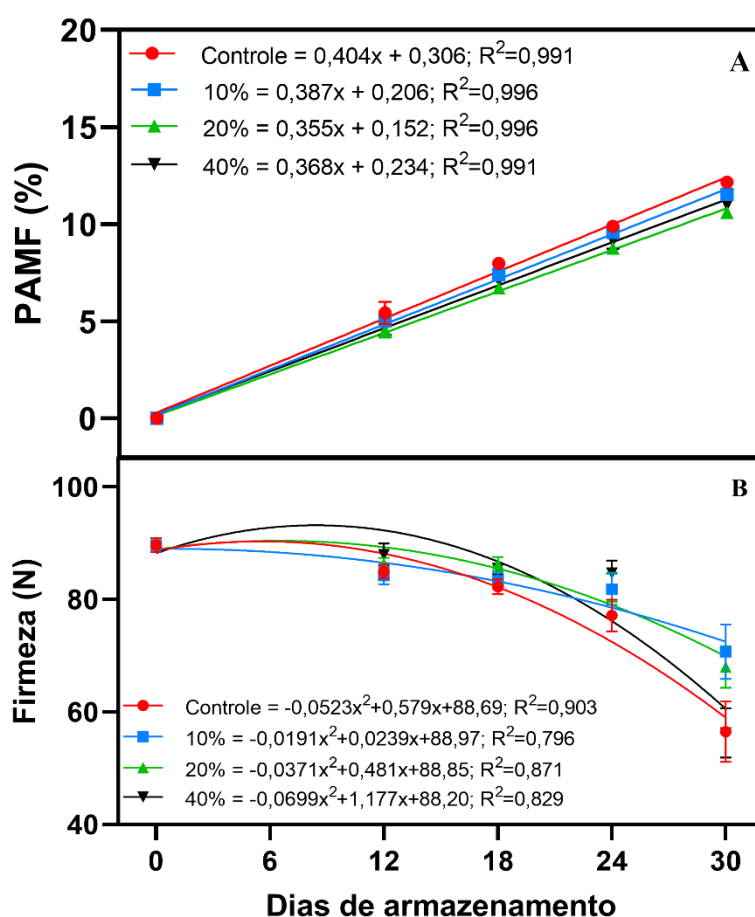 20
Controle = 0,404x + 0,306; R²=0,991
A
10% = 0,387x + 0,206; R²=0,996
15
20% = 0,355x + 0,152; R²=0,996
40% = 0,368x + 0,234; R²=0,991
10
PAMF (%)
5
0
B
100
80
Firmeza (N)
60
Controle = -0,0523x²+0,579x+88,69; R²=0,903
10% = -0,0191x²+0,0239x+88,97; R²=0,796
20% = -0,0371x²+0,481x+88,85; R²=0,871
40% = -0,0699x²+1,177x+88,20; R²=0,829
40
0 6 12 18 24 30
Dias de armazenamento